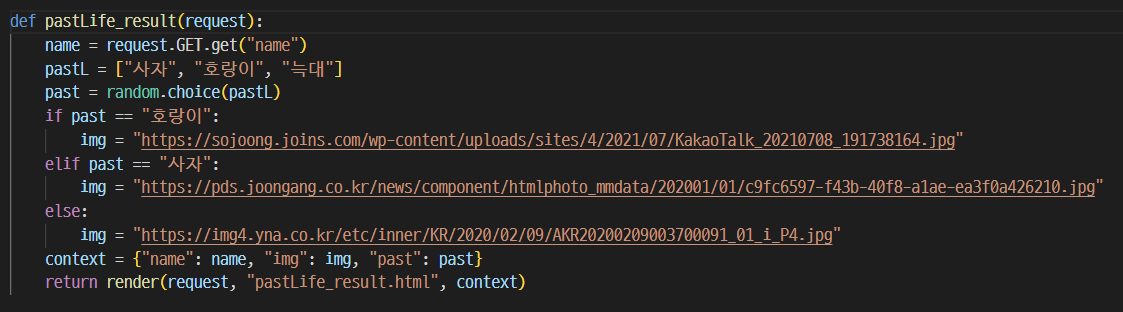 def pastLife_result(request):
    name = request.GET.get("name")
    pastL = ["사자", "호랑이", "늑대"]
    past = random.choice(pastL)
    if past == "호랑이":
        img = "https://sojoong.joins.com/wp-content/uploads/sites/4/2021/07/KakaoTalk_20210708_191738164.jpg"
    elif past == "사자":
        img = "https://pds.joongang.co.kr/news/component/htmlphoto_mmdata/202001/01/c9fc6597-f43b-40f8-a1ae-ea3f0a426210.jpg"
    else:
        img = "https://img4.yna.co.kr/etc/inner/KR/2020/02/09/AKR20200209003700091_01_i_P4.jpg"
    context = {"name": name, "img": img, "past": past}
    return render(request, "pastLife_result.html", context)